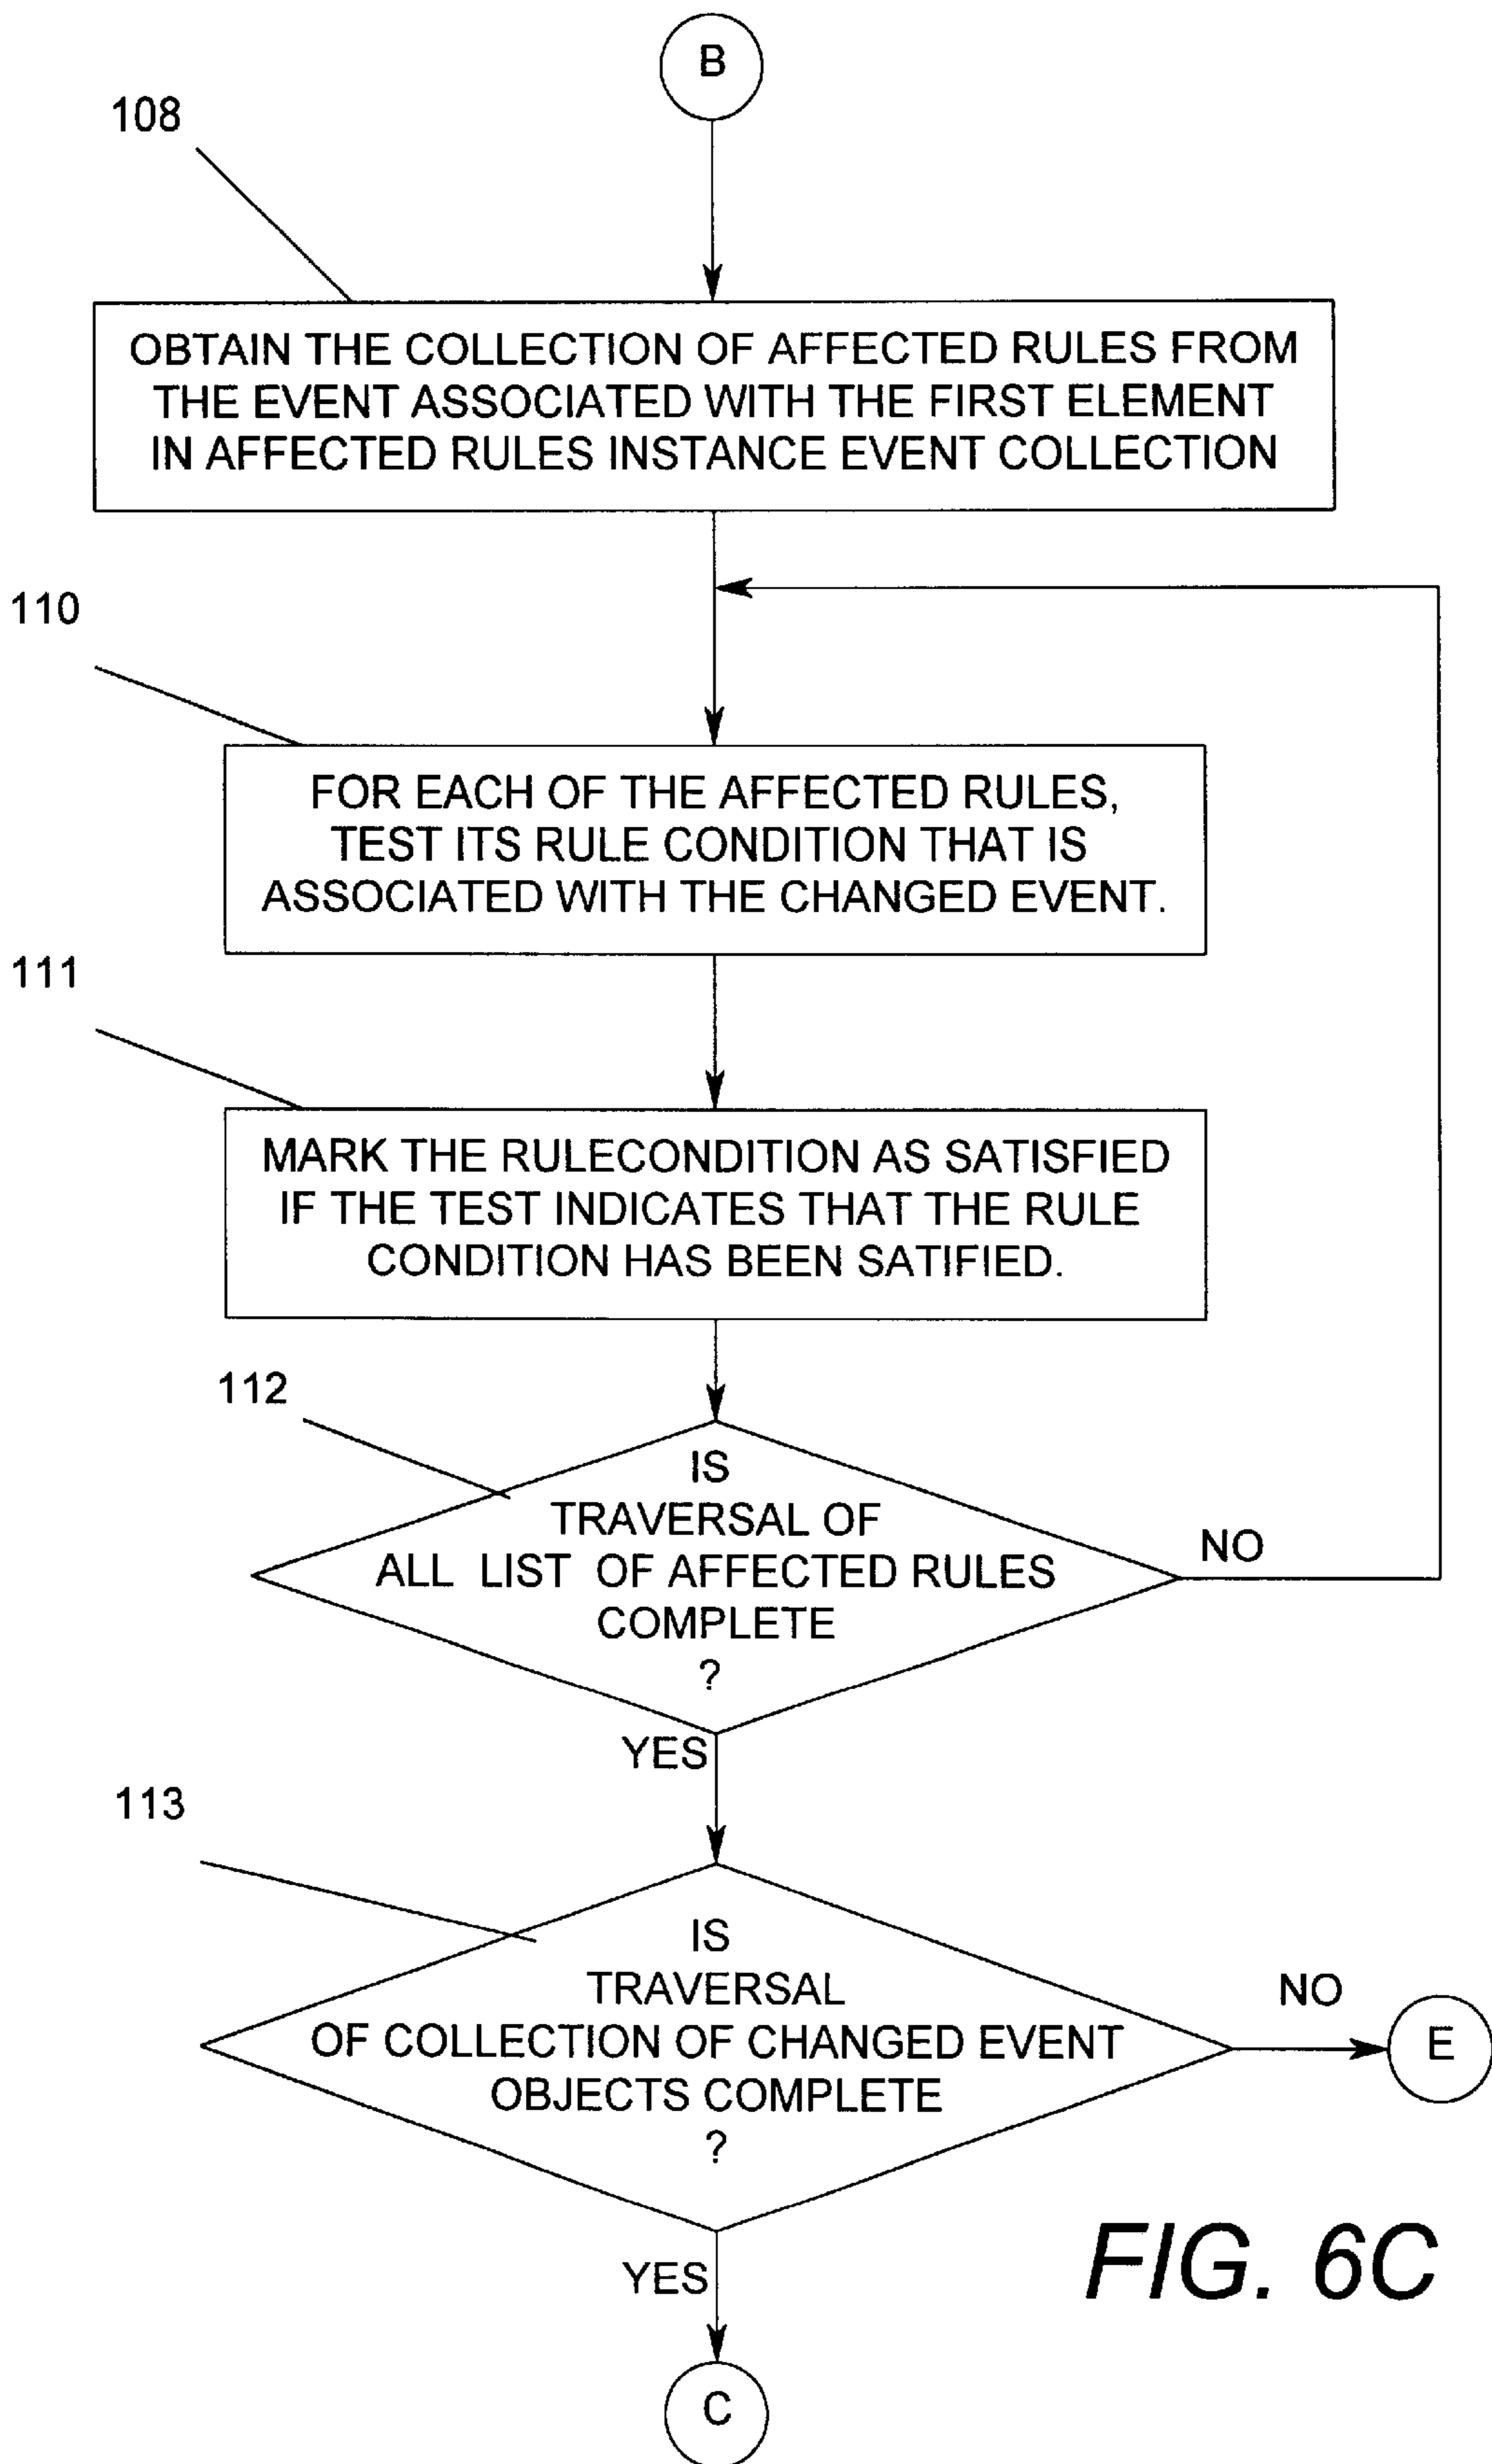 B
108
OBTAIN THE COLLECTION OF AFFECTED RULES FROM
THE EVENT ASSOCIATED WITH THE FIRST ELEMENT
IN AFFECTED RULES INSTANCE EVENT COLLECTION
110
FOR EACH OF THE AFFECTED RULES,
TEST ITS RULE CONDITION THAT IS
ASSOCIATED WITH THE CHANGED EVENT.
111
MARK THE RULECONDITION AS SATISFIED
IF THE TEST INDICATES THAT THE RULE
CONDITION HAS BEEN SATIFIED.
112
IS
TRAVERSAL OF
ALL LIST OF AFFECTED RULES
COMPLETE
?
NO
YES
113
IS
TRAVERSAL
OF COLLECTION OF CHANGED EVENT
OBJECTS COMPLETE
?
NO
E
YES
C
FIG. 6C